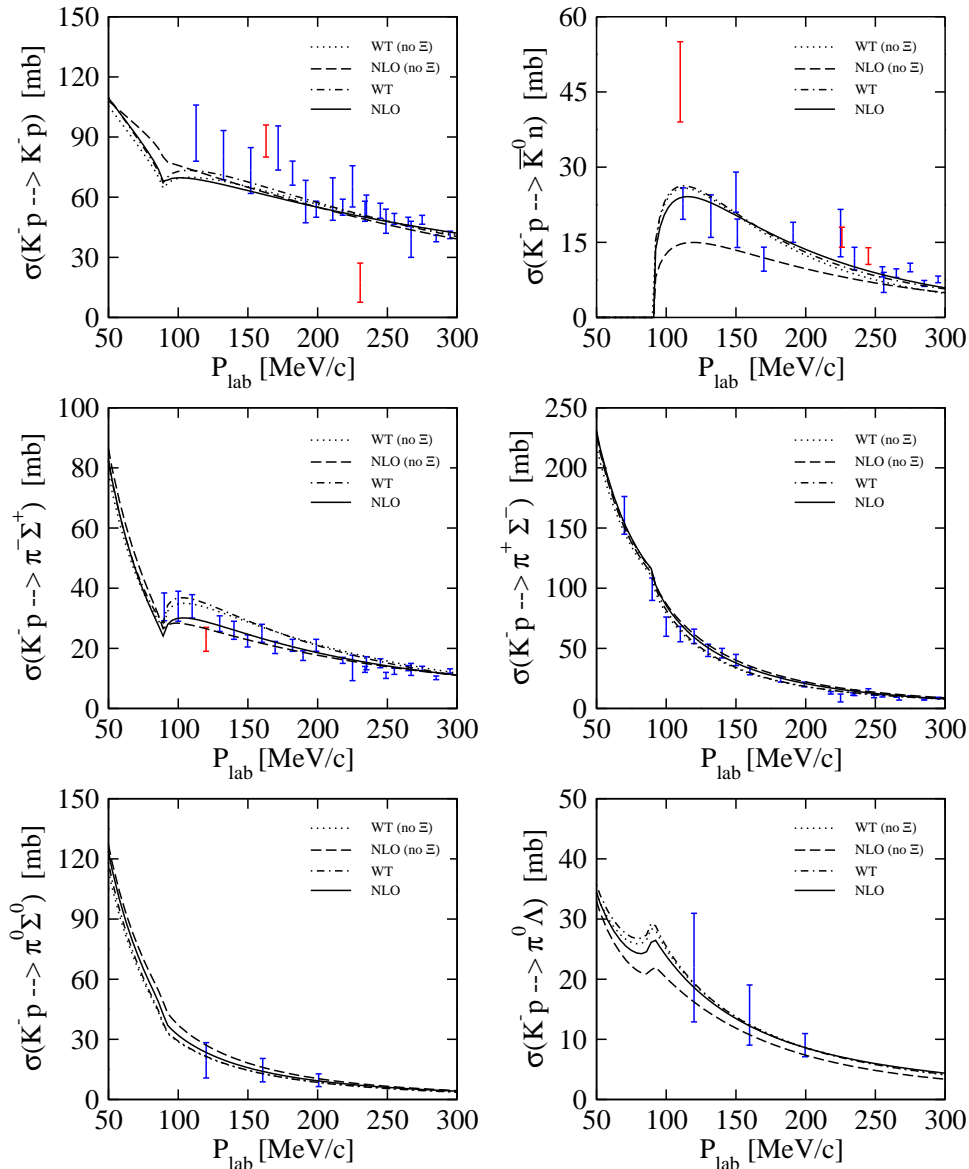 σ(K⁻p --> K⁻p) [mb]
150
120
90
60
30
0
WT (no Ξ)
NLO (no Ξ)
WT
NLO
50 100 150 200 250 300
P_lab [MeV/c]
σ(K⁻p --> K̄⁰n) [mb]
60
45
30
15
0
WT (no Ξ)
NLO (no Ξ)
WT
NLO
50 100 150 200 250 300
P_lab [MeV/c]
σ(K⁻p --> π⁻Σ⁺) [mb]
100
80
60
40
20
0
WT (no Ξ)
NLO (no Ξ)
WT
NLO
50 100 150 200 250 300
P_lab [MeV/c]
σ(K⁻p --> π⁺Σ⁻) [mb]
250
200
150
100
50
0
WT (no Ξ)
NLO (no Ξ)
WT
NLO
50 100 150 200 250 300
P_lab [MeV/c]
σ(K⁻p --> π⁰Σ⁰) [mb]
150
120
90
60
30
0
WT (no Ξ)
NLO (no Ξ)
WT
NLO
50 100 150 200 250 300
P_lab [MeV/c]
σ(K⁻p --> π⁰Λ) [mb]
50
40
30
20
10
0
WT (no Ξ)
NLO (no Ξ)
WT
NLO
50 100 150 200 250 300
P_lab [MeV/c]